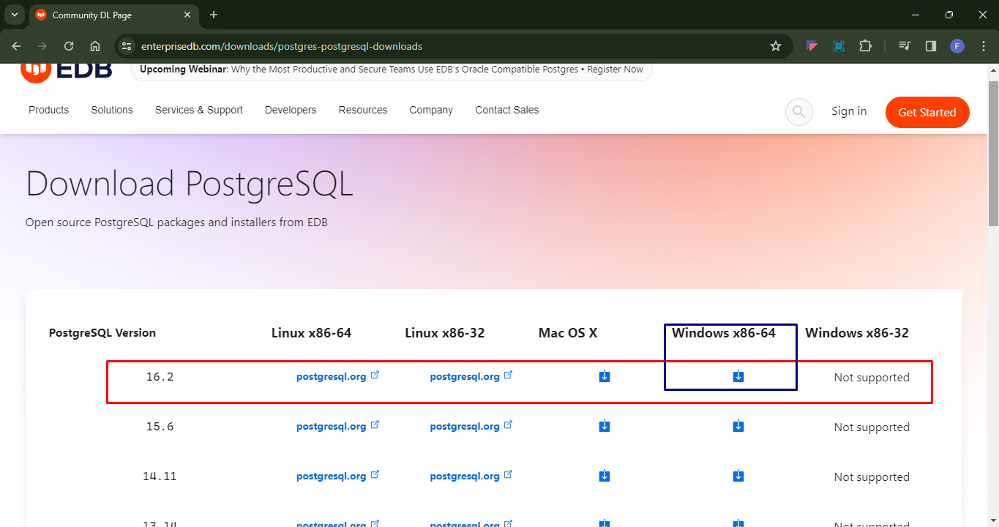 Community DL Page
enterprisedb.com/downloads/postgres-postgresql-downloads
F
EDB
Upcoming Webinar: Why the Most Productive and Secure Teams Use EDB's Oracle Compatible Postgres • Register Now
Products Solutions Services & Support Developers Resources Company Contact Sales
Sign in
Get Started
Download PostgreSQL
Open source PostgreSQL packages and installers from EDB
PostgreSQL Version Linux x86-64 Linux x86-32 Mac OS X Windows x86-64 Windows x86-32
16.2 postgresql.org postgresql.org Not supported
15.6 postgresql.org postgresql.org Not supported
14.11 postgresql.org postgresql.org Not supported
13.14 postgresql.org postgresql.org Not supported